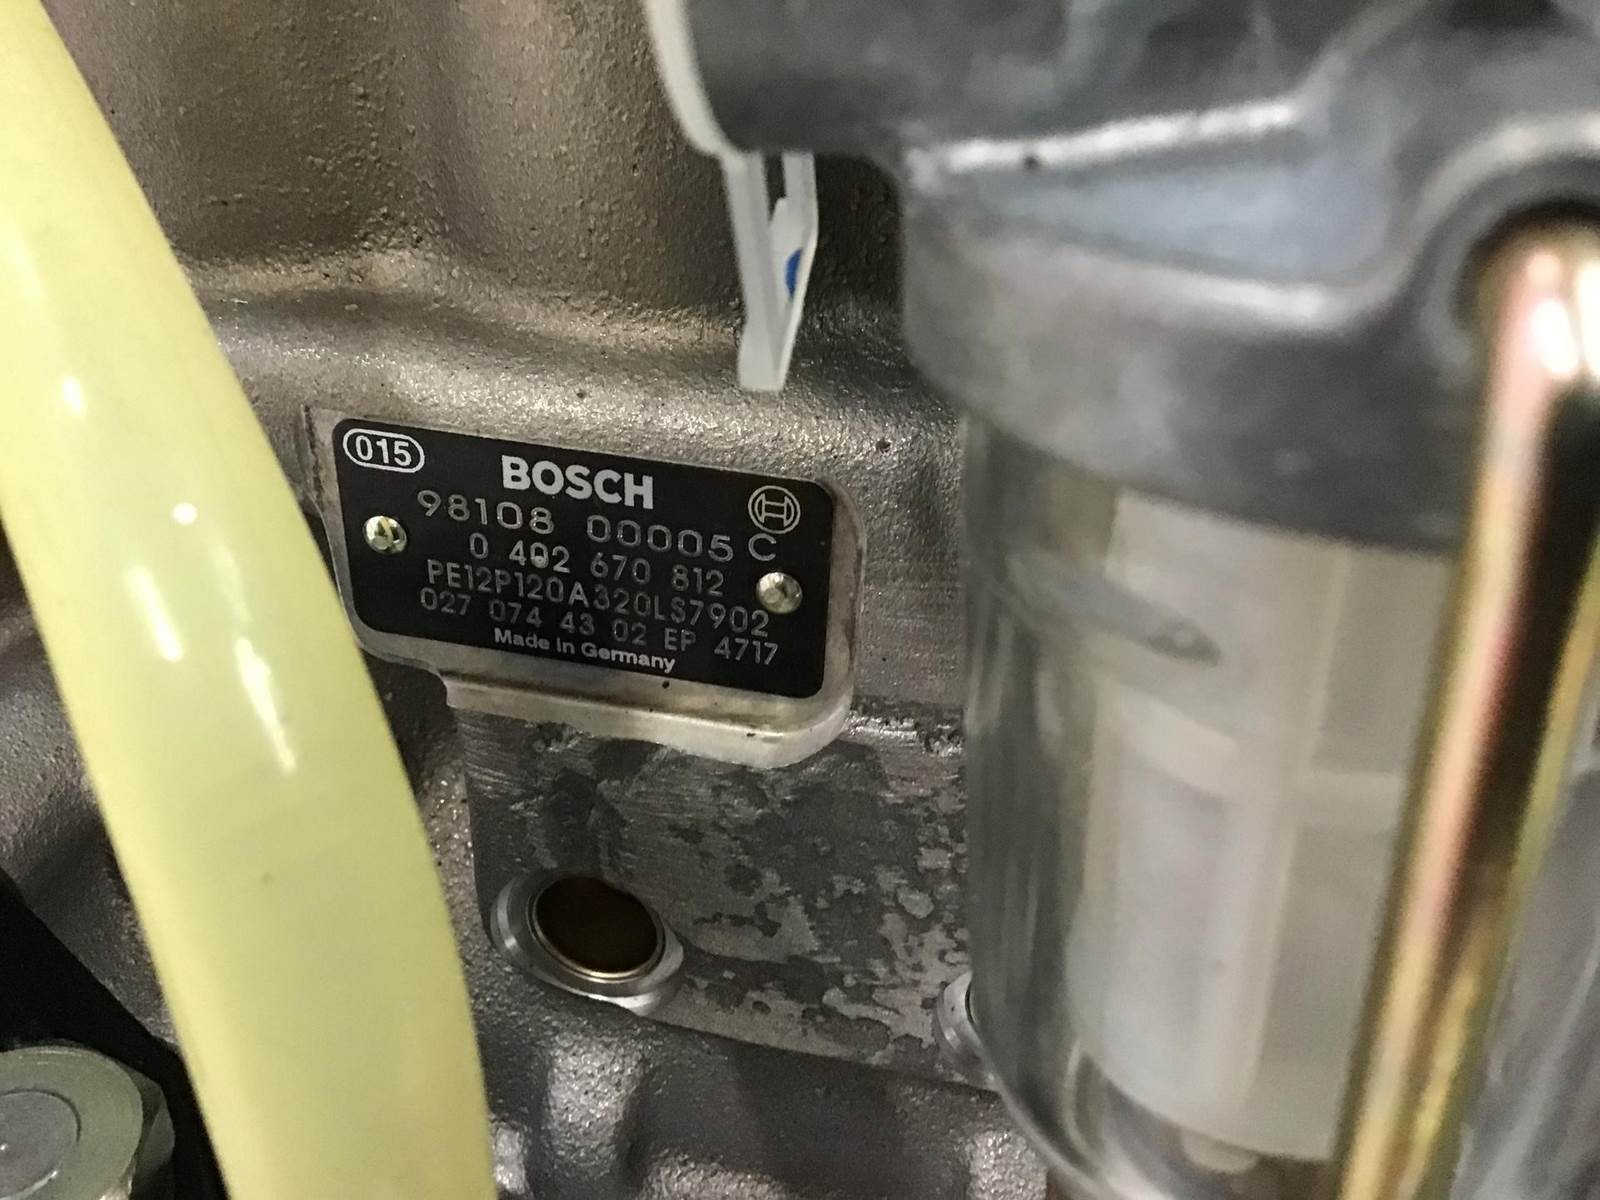 015
BOSCH
98108 00005 C
0 402 670 812
PE12P120A320LS7902
027 074 43 02 EP 4717
Made in Germany